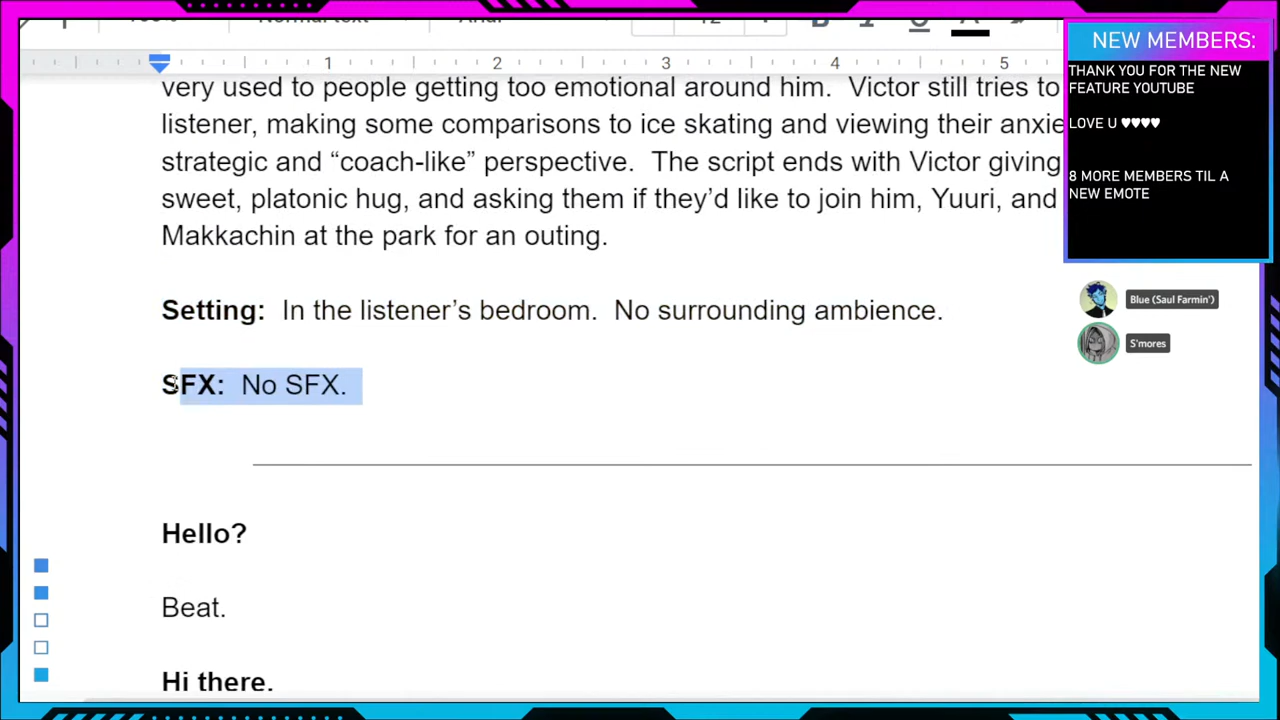 1 2 3 4 5
very used to people getting too emotional around him. Victor still tries to
listener, making some comparisons to ice skating and viewing their anxie
strategic and “coach-like” perspective. The script ends with Victor giving
sweet, platonic hug, and asking them if they’d like to join him, Yuuri, and
Makkachin at the park for an outing.
Setting: In the listener’s bedroom. No surrounding ambience.
SFX: No SFX.
Hello?
Beat.
Hi there.
NEW MEMBERS:
THANK YOU FOR THE NEW
FEATURE YOUTUBE
LOVE U ♥♥♥♥
8 MORE MEMBERS TIL A
NEW EMOTE
Blue (Saul Farmin')
S'mores